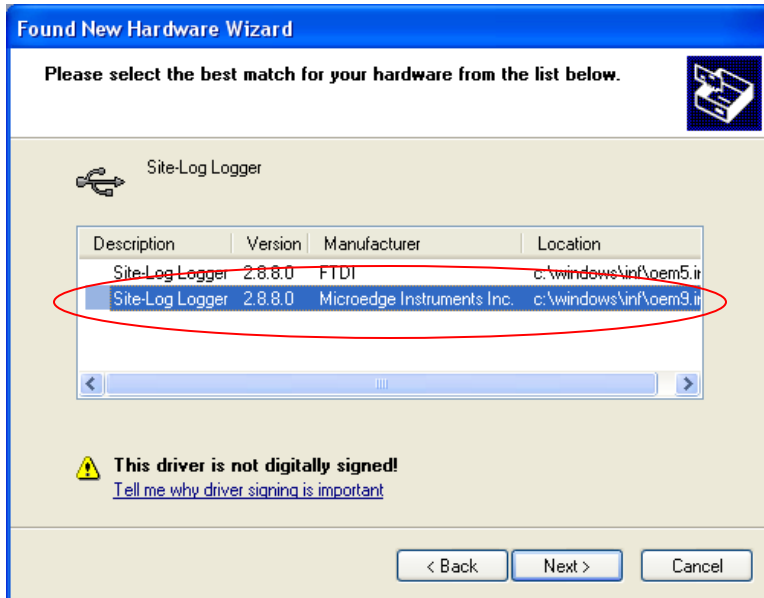 Found New Hardware Wizard
Please select the best match for your hardware from the list below.
Site-Log Logger
Description Version Manufacturer Location
Site-Log Logger 2.8.8.0 FTDI c:\windows\inf\oem5.in
Site-Log Logger 2.8.8.0 Microedge Instruments Inc. c:\windows\inf\oem9.in
This driver is not digitally signed!
Tell me why driver signing is important
< Back Next > Cancel